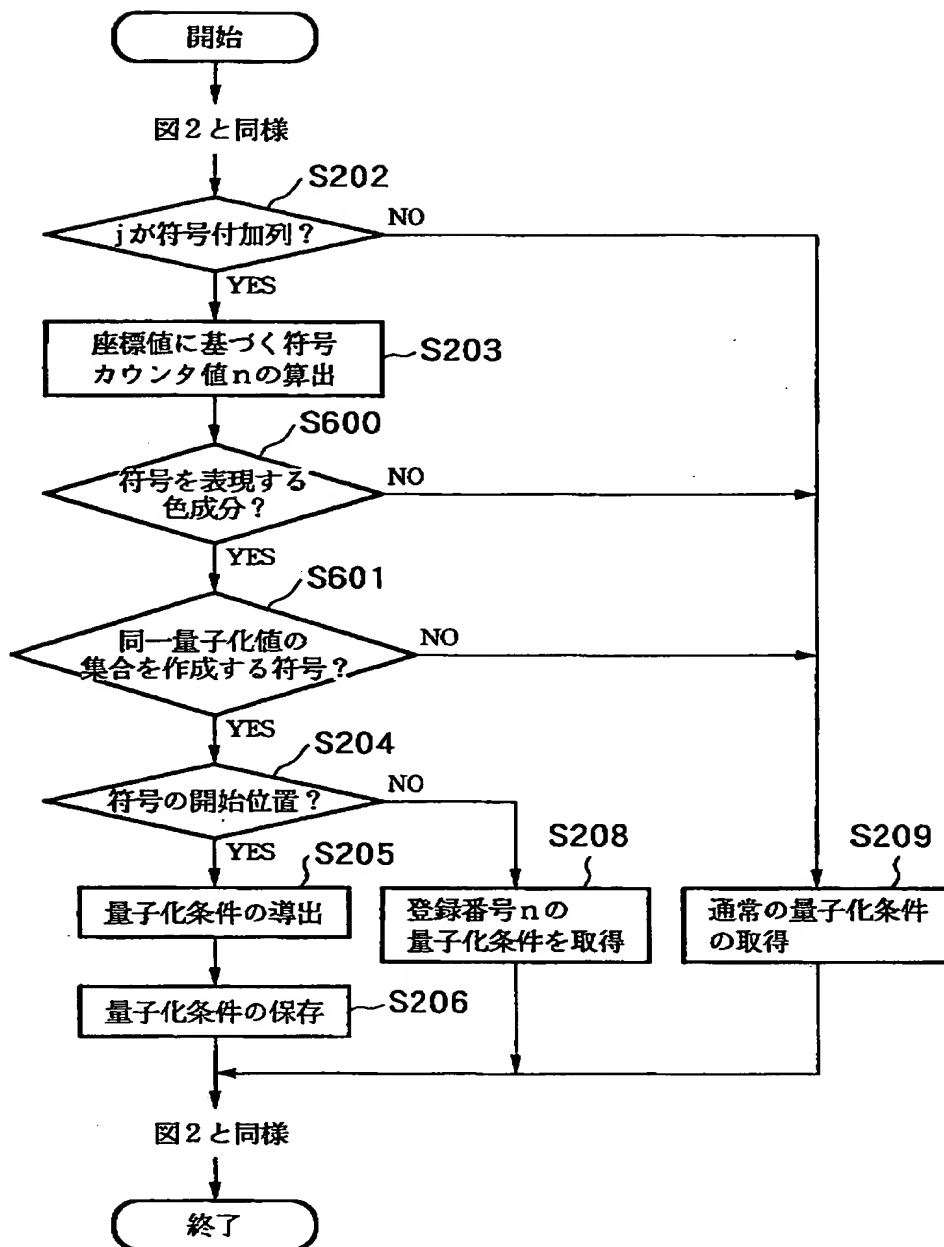 開始
図2と同様
S202
jが符号付加列?
NO
YES
座標値に基づく符号
カウンタ値nの算出
S203
S600
符号を表現する
色成分?
NO
YES
S601
同一量子化値の
集合を作成する符号?
NO
YES
S204
符号の開始位置?
NO
YES
S205
量子化条件の導出
S208
登録番号nの
量子化条件を取得
S209
通常の量子化条件
の取得
量子化条件の保存
S206
図2と同様
終了